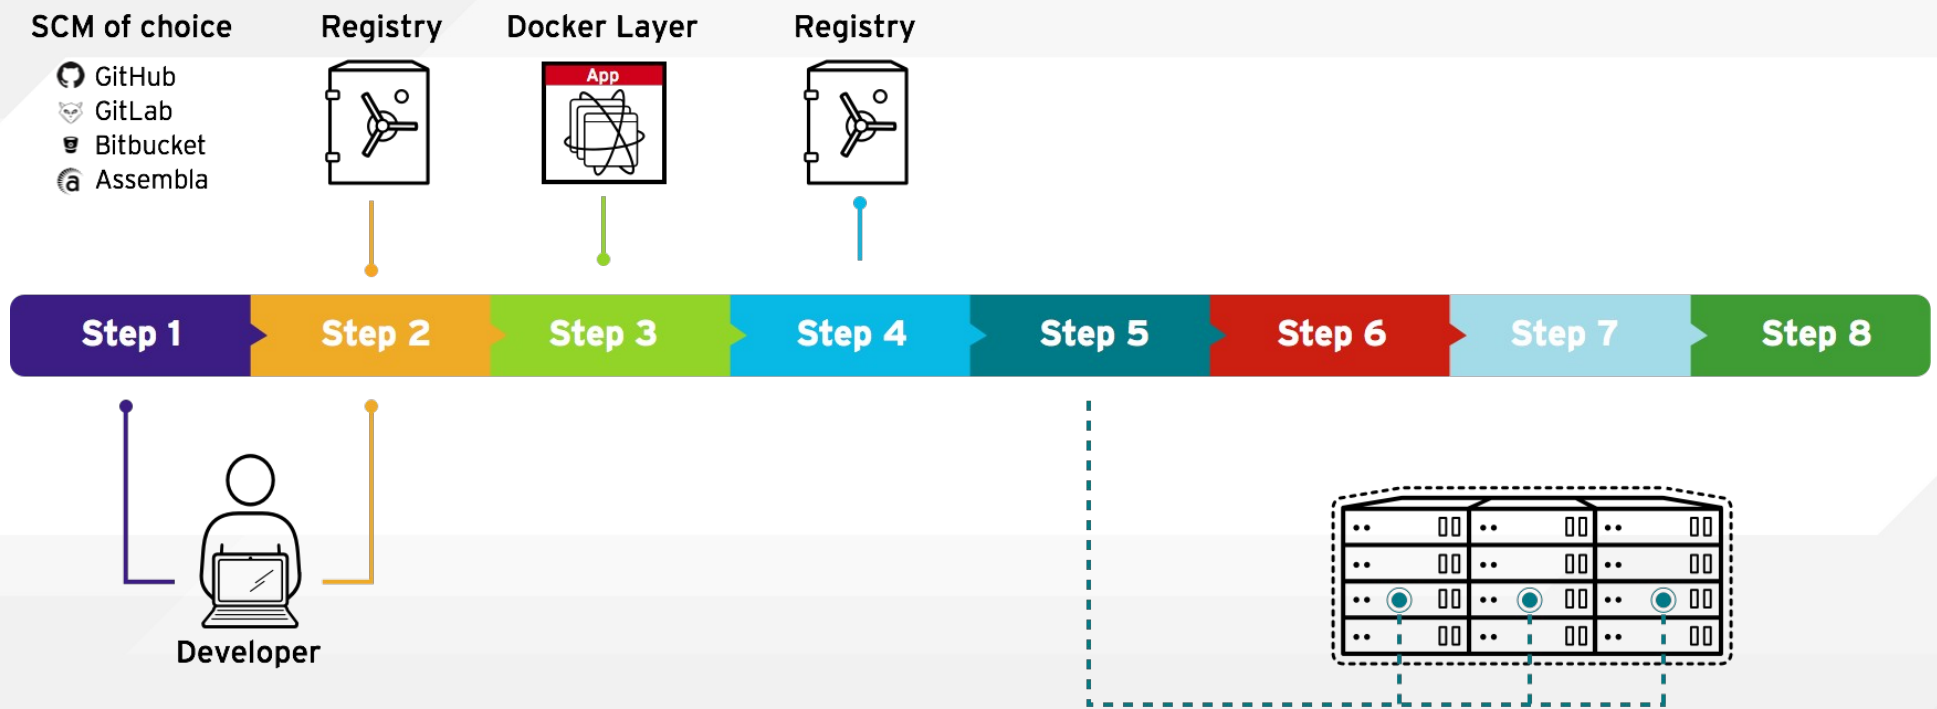 SCM of choice
GitHub
GitLab
Bitbucket
Assembla
Registry
Docker Layer
App
Registry
Step 1
Step 2
Step 3
Step 4
Step 5
Step 6
Step 7
Step 8
Developer